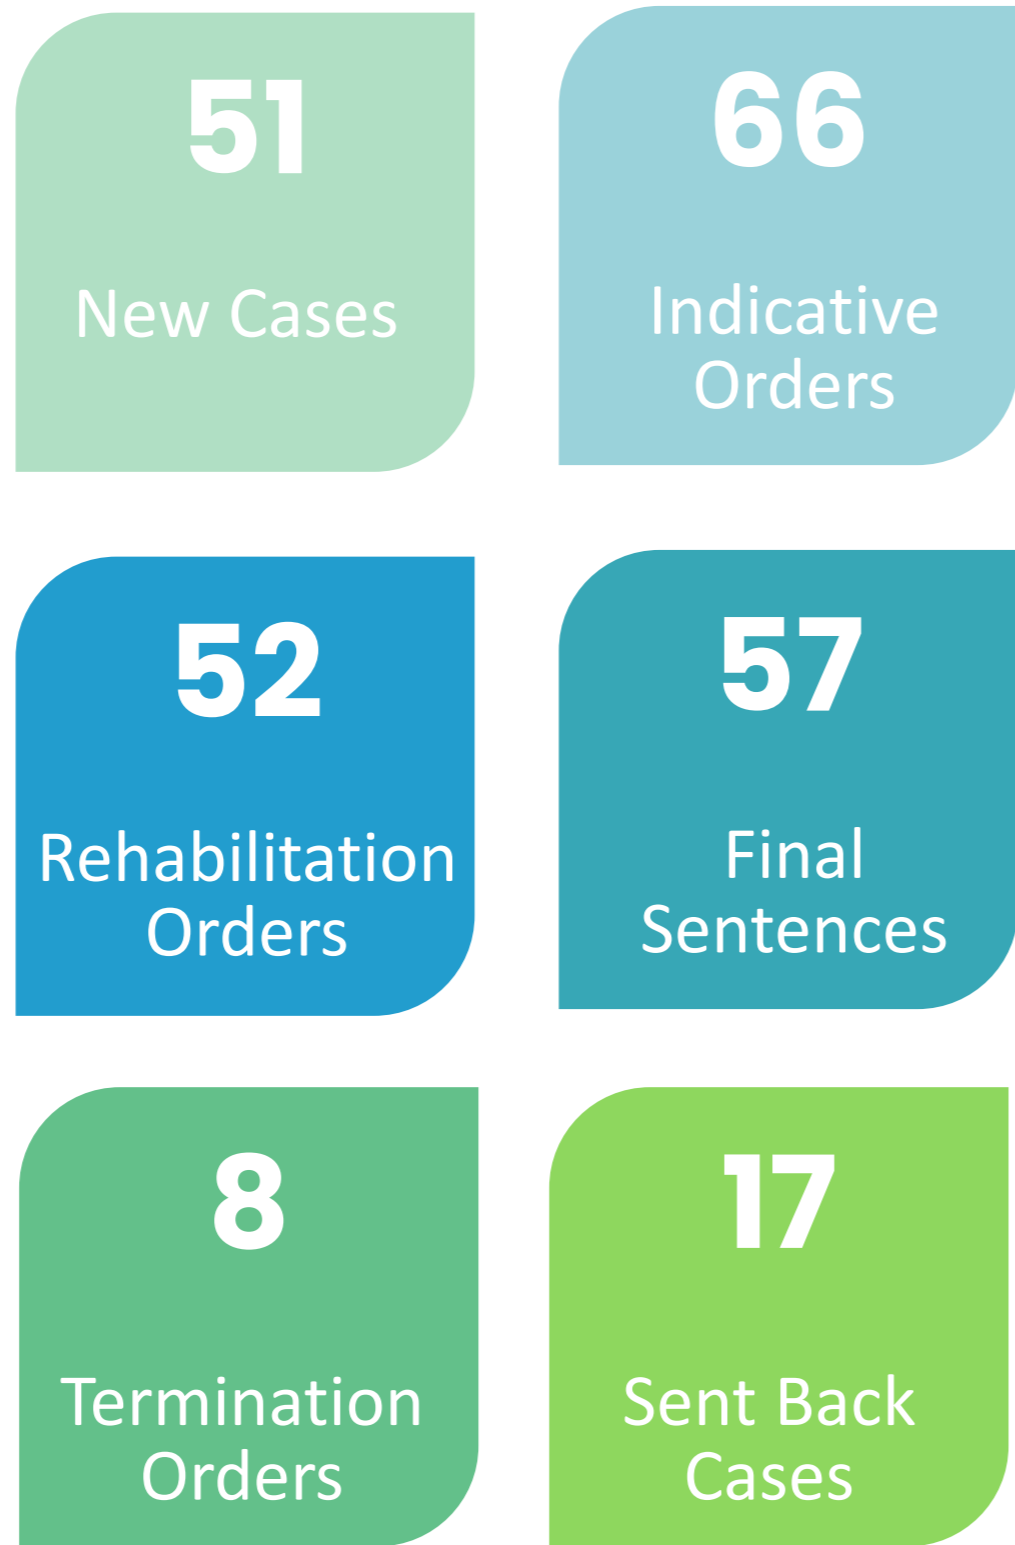 51
New Cases
66
Indicative
Orders
52
Rehabilitation
Orders
57
Final
Sentences
8
Termination
Orders
17
Sent Back
Cases